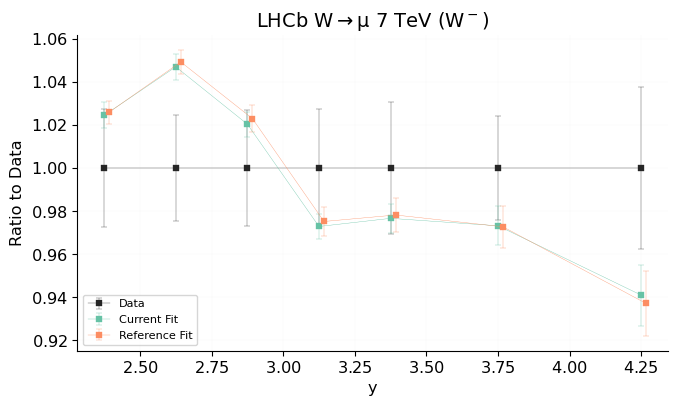 LHCb W→μ 7 TeV (W⁻)
Ratio to Data
1.06
1.04
1.02
1.00
0.98
0.96
0.94
0.92
Data
Current Fit
Reference Fit
2.50 2.75 3.00 3.25 3.50 3.75 4.00 4.25
y